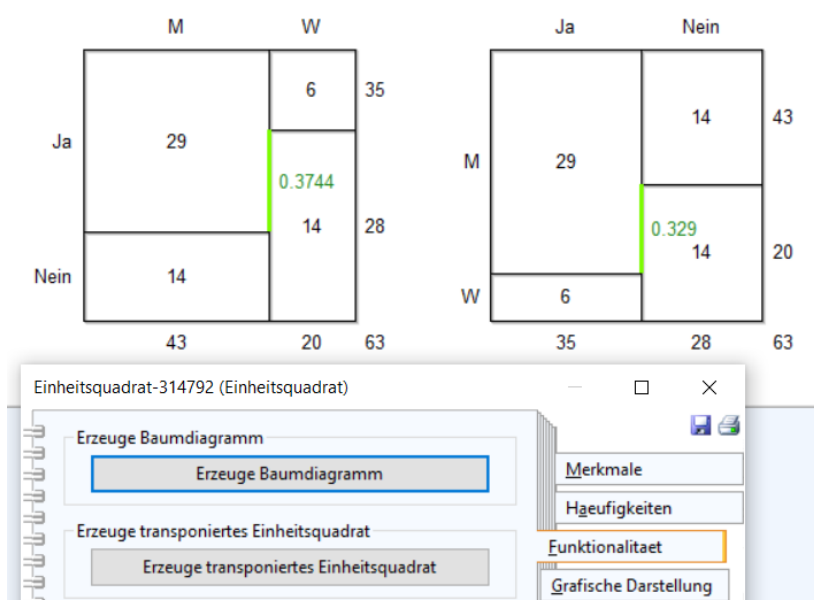 M W
6 35
Ja 29
0.3744
14 28
Nein 14
43 20 63
Ja Nein
14 43
M 29
0.329
14 20
W 6
35 28 63
Einheitsquadrat-314792 (Einheitsquadrat)
Erzeuge Baumdiagramm
Erzeuge Baumdiagramm
Erzeuge transponiertes Einheitsquadrat
Erzeuge transponiertes Einheitsquadrat
Merkmale
Haeufigkeiten
Funktionalitaet
Grafische Darstellung